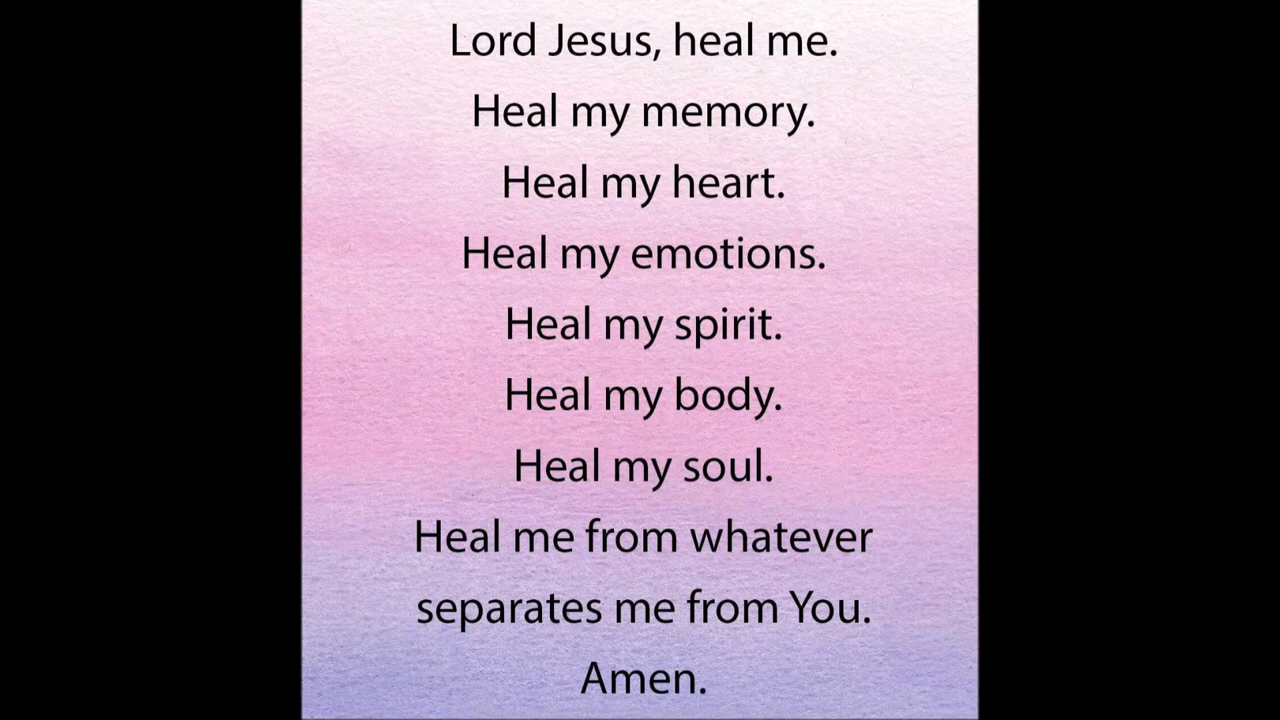 Lord Jesus, heal me.
Heal my memory.
Heal my heart.
Heal my emotions.
Heal my spirit.
Heal my body.
Heal my soul.
Heal me from whatever
separates me from You.
Amen.